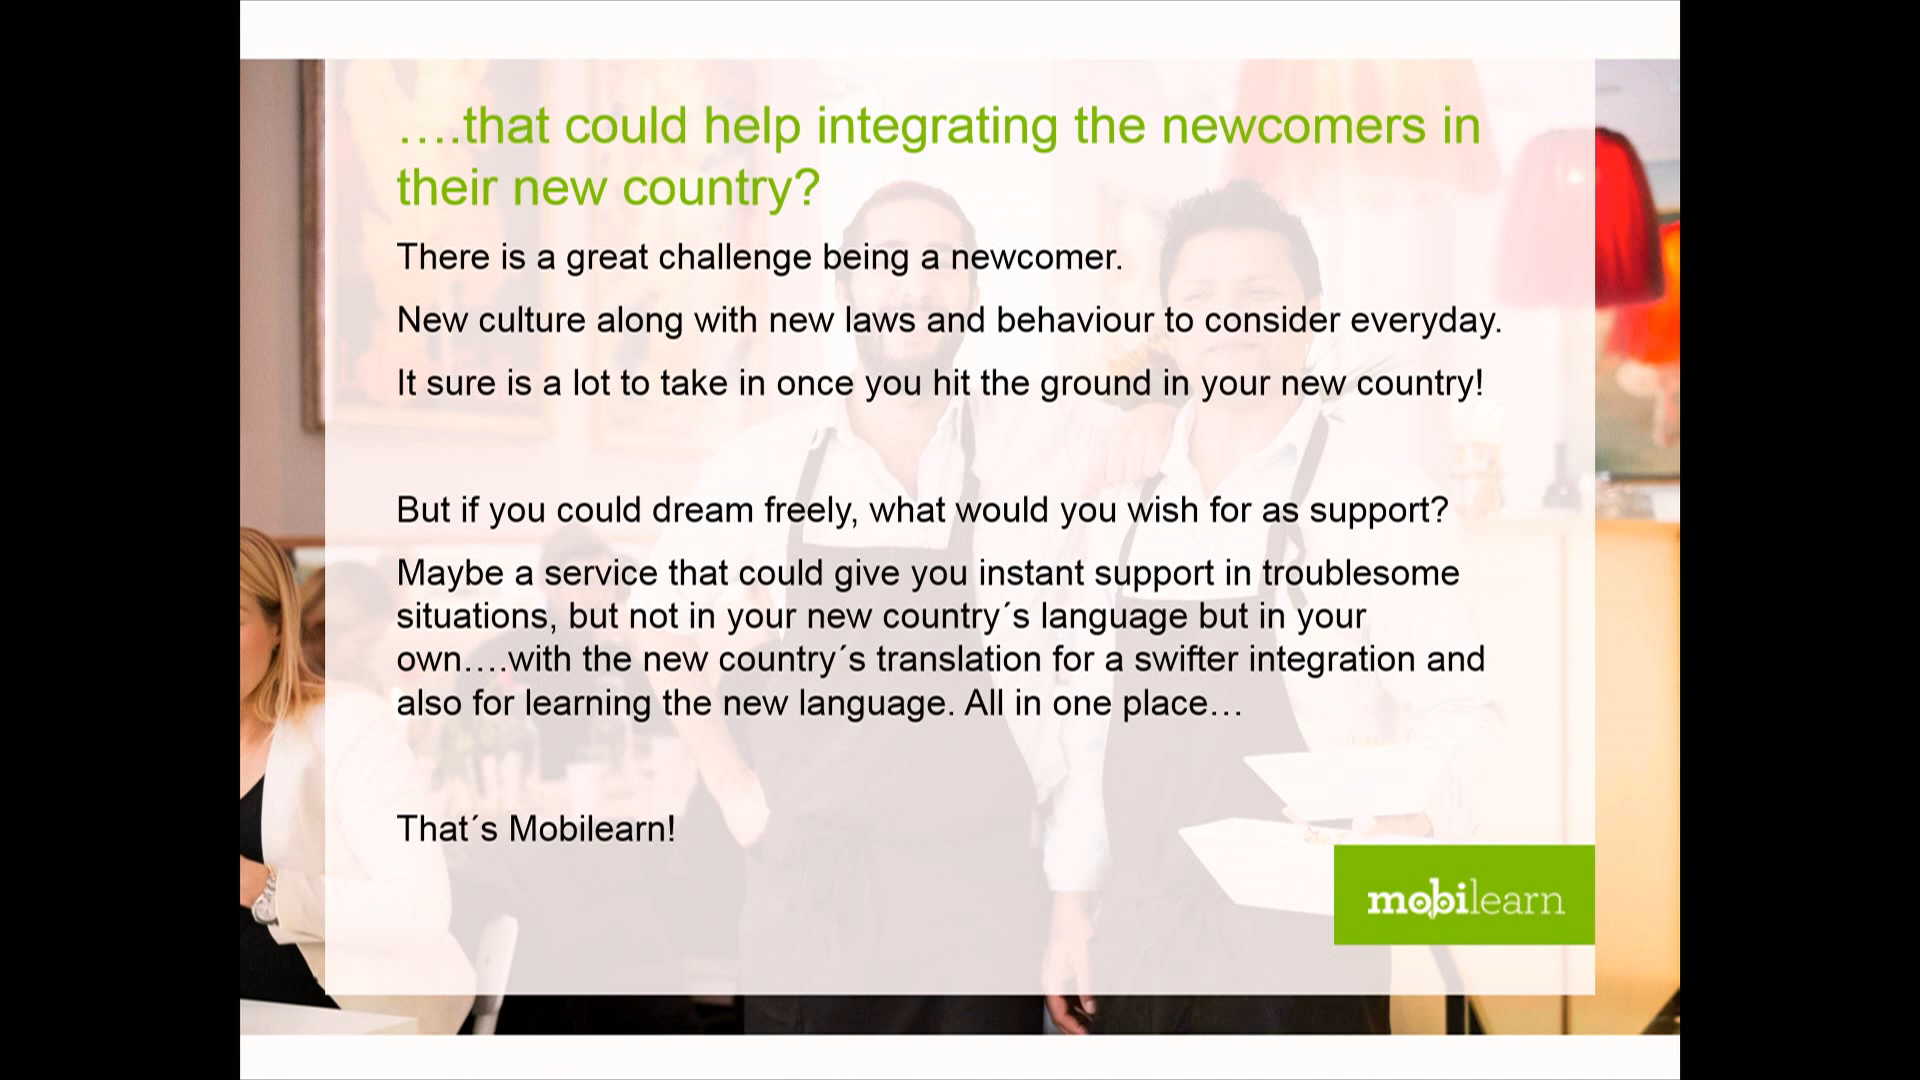 ….that could help integrating the newcomers in
their new country?
There is a great challenge being a newcomer.
New culture along with new laws and behaviour to consider everyday.
It sure is a lot to take in once you hit the ground in your new country!
But if you could dream freely, what would you wish for as support?
Maybe a service that could give you instant support in troublesome
situations, but not in your new country´s language but in your
own….with the new country´s translation for a swifter integration and
also for learning the new language. All in one place…
That´s Mobilearn!
mobilearn